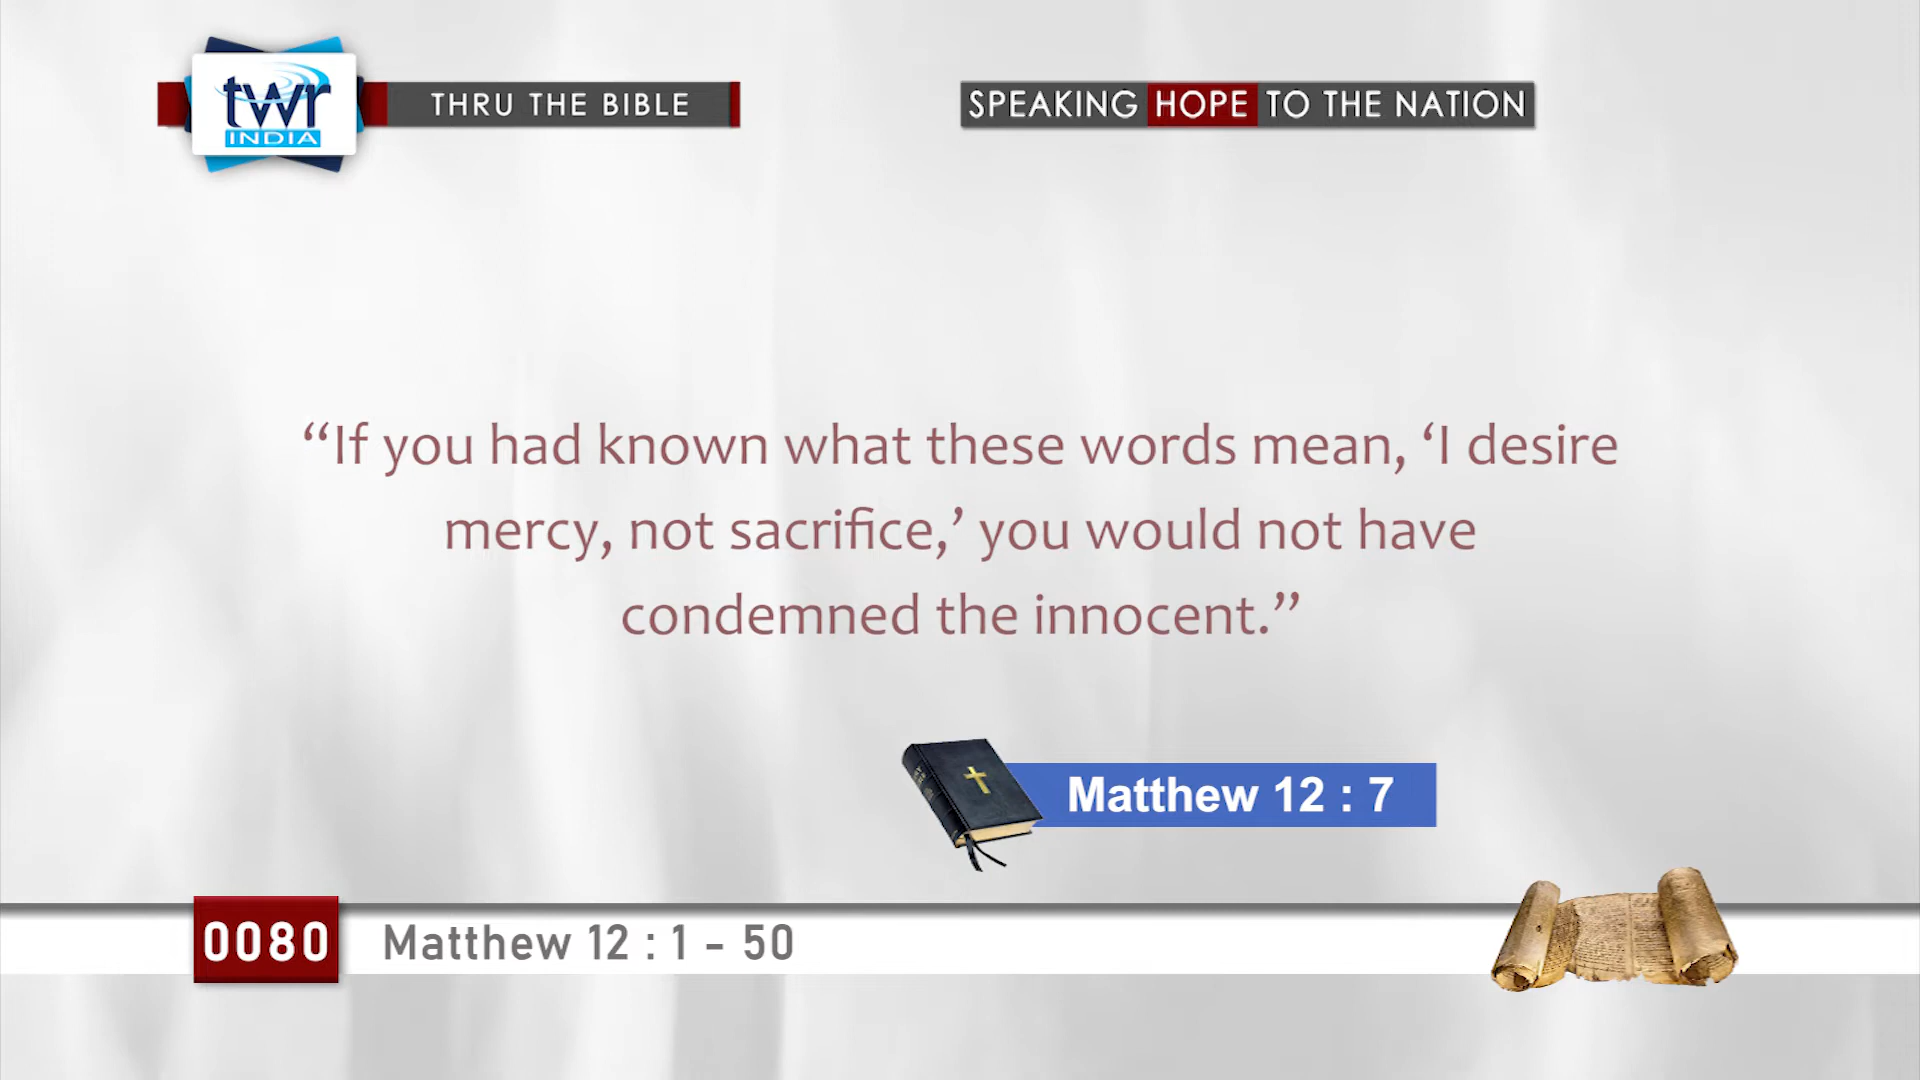 twr
INDIA
THRU THE BIBLE
SPEAKING HOPE TO THE NATION
“If you had known what these words mean, ‘I desire
mercy, not sacrifice,’ you would not have
condemned the innocent.”
Matthew 12 : 7
0080
Matthew 12 : 1 - 50